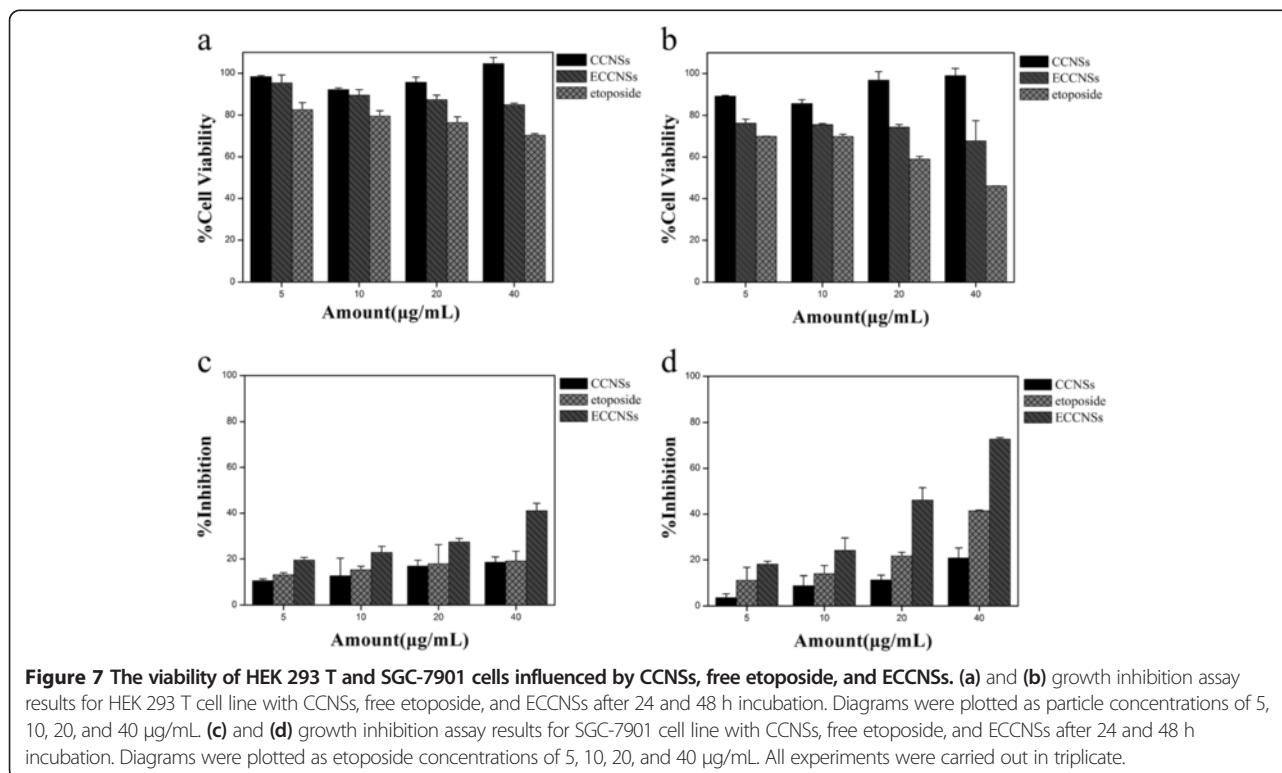 a
CCNSs
ECCNSs
etoposide
100
80
60
40
20
0
%Cell Viability
5 10 20 40
Amount(μg/mL)
b
CCNSs
ECCNSs
etoposide
100
80
60
40
20
0
%Cell Viability
5 10 20 40
Amount(μg/mL)
c
CCNSs
etoposide
ECCNSs
100
80
60
40
20
0
%Inhibition
5 10 20 40
Amount(μg/mL)
d
CCNSs
etoposide
ECCNSs
100
80
60
40
20
0
%Inhibition
5 10 20 40
Amount(μg/mL)
Figure 7 The viability of HEK 293 T and SGC-7901 cells influenced by CCNSs, free etoposide, and ECCNSs. (a) and (b) growth inhibition assay
results for HEK 293 T cell line with CCNSs, free etoposide, and ECCNSs after 24 and 48 h incubation. Diagrams were plotted as particle concentrations of 5,
10, 20, and 40 μg/mL. (c) and (d) growth inhibition assay results for SGC-7901 cell line with CCNSs, free etoposide, and ECCNSs after 24 and 48 h
incubation. Diagrams were plotted as etoposide concentrations of 5, 10, 20, and 40 μg/mL. All experiments were carried out in triplicate.